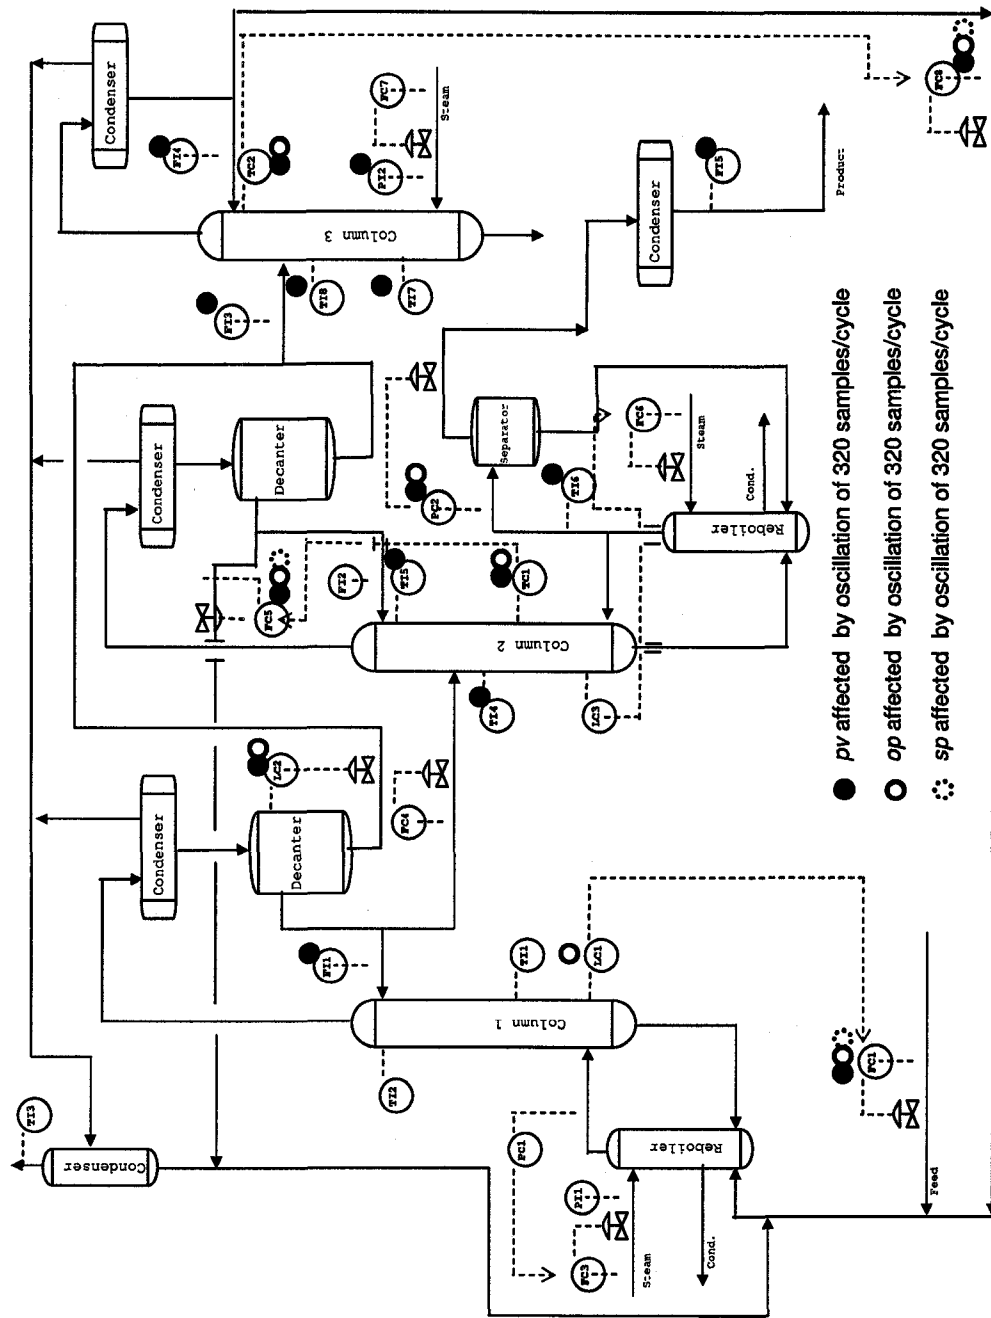 Condenser
FI4
TC2
FC7
PI2
Steam
FC8
Column 3
FI3
TI8
TI7
Condenser
FI5
Product
Condenser
Decanter
PC2
Separator
TI6
FC6
Steam
Cond.
Reboiler
FC5
FI2
TI5
TC1
Column 2
TI4
LC3
Condenser
LC2
Decanter
FC4
FI1
TI1
LC1
Column 1
TI2
FC1
Feed
TI3
Condenser
PC1
Reboiler
PI1
FC3
Steam
Cond.
pv affected by oscillation of 320 samples/cycle
op affected by oscillation of 320 samples/cycle
sp affected by oscillation of 320 samples/cycle